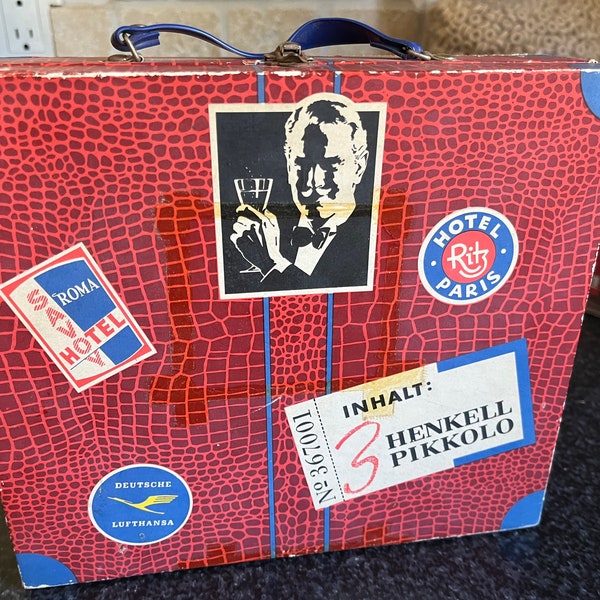 HOTEL
Ritz
PARIS
ROMA
SAVOY
HOTEL
INHALT:
3 HENKELL
PIKKOLO
Nº 367001
DEUTSCHE
LUFTHANSA